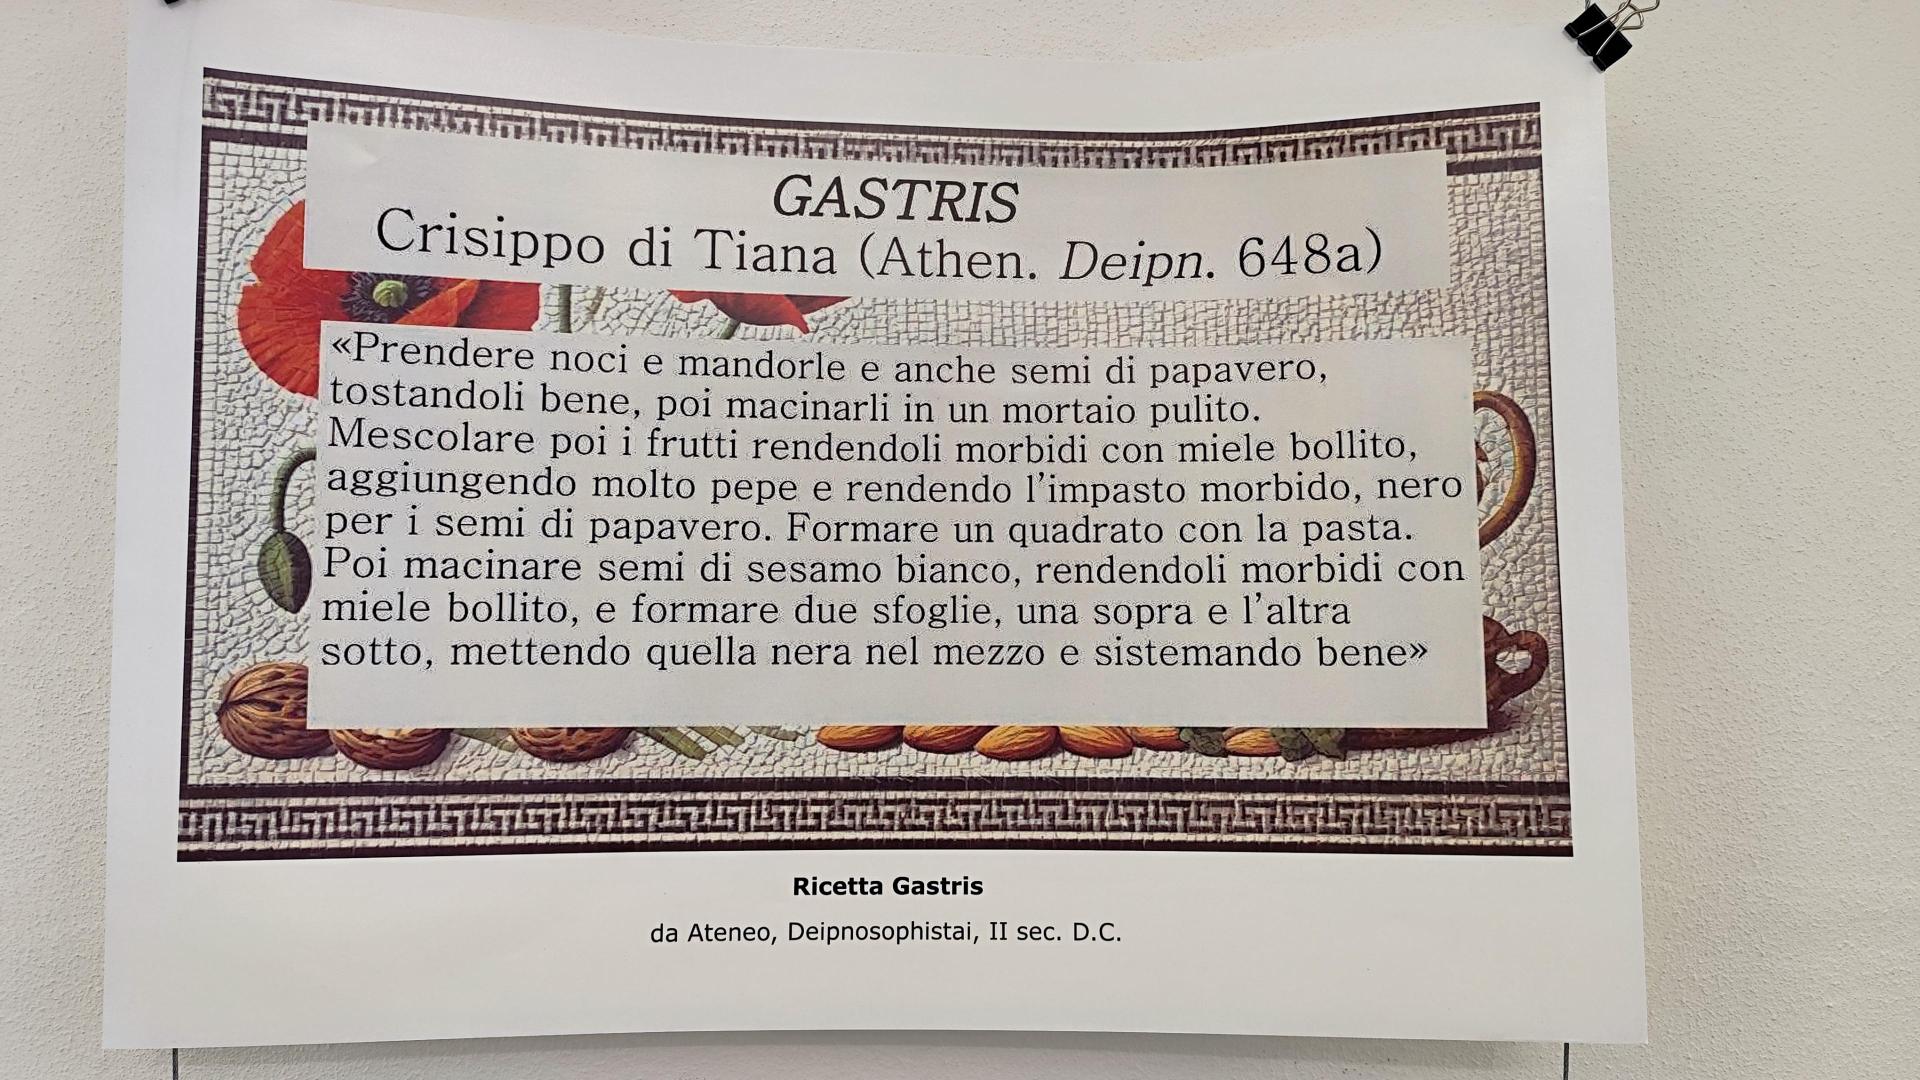 GASTRIS
Crisippo di Tiana (Athen. Deipn. 648a)
«Prendere noci e mandorle e anche semi di papavero,
tostandoli bene, poi macinarli in un mortaio pulito.
Mescolare poi i frutti rendendoli morbidi con miele bollito,
aggiungendo molto pepe e rendendo l'impasto morbido, nero
per i semi di papavero. Formare un quadrato con la pasta.
Poi macinare semi di sesamo bianco, rendendoli morbidi con
miele bollito, e formare due sfoglie, una sopra e l'altra
sotto, mettendo quella nera nel mezzo e sistemando bene»
Ricetta Gastris
da Ateneo, Deipnosophistai, II sec. D.C.